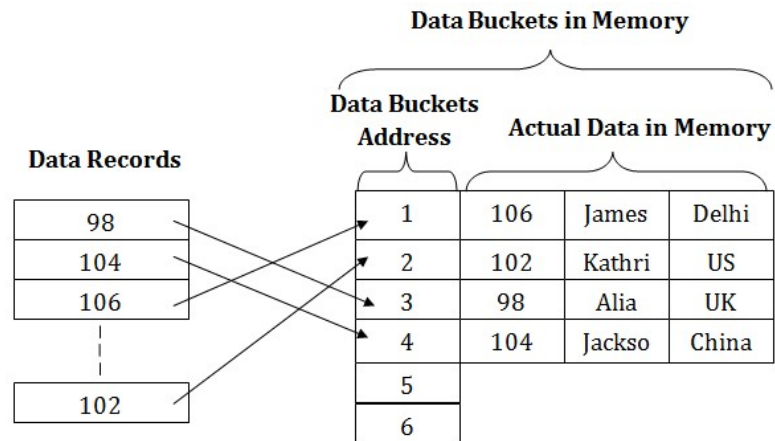 Data Buckets in Memory
Data Buckets
Address
Actual Data in Memory
Data Records
98
104
106
102
1 106 James Delhi
2 102 Kathri US
3 98 Alia UK
4 104 Jackso China
5
6